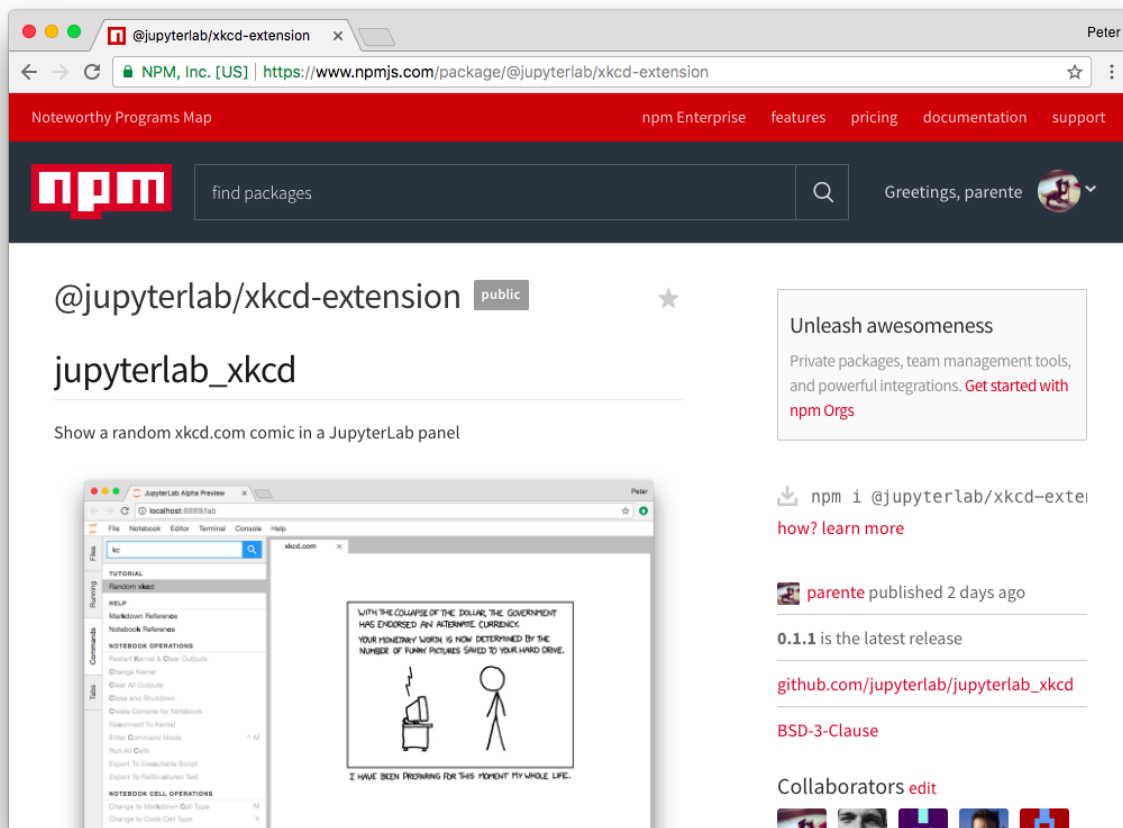 @jupyterlab/xkcd-extension
Peter
NPM, Inc. [US] | https://www.npmjs.com/package/@jupyterlab/xkcd-extension
Noteworthy Programs Map
npm Enterprise features pricing documentation support
npm
find packages
Greetings, parente
@jupyterlab/xkcd-extension public
jupyterlab_xkcd
Show a random xkcd.com comic in a JupyterLab panel
JupyterLab Alpha Preview
Peter
localhost:8889/lab
File Notebook Editor Terminal Console Help
Files
Running
Commands
Tabs
kc
TUTORIAL
Random xkcd
HELP
Markdown Reference
Notebook Reference
NOTEBOOK OPERATIONS
Restart Kernel & Clear Outputs
Change Kernel
Clear All Outputs
Close and Shutdown
Create Console for Notebook
Reconnect To Kernel
Enter Command Mode ^ M
Run All Cells
Export To Executable Script
Export To ReStructured Text
NOTEBOOK CELL OPERATIONS
Change to Markdown Cell Type M
Change to Code Cell Type Y
xkcd.com
WITH THE COLLAPSE OF THE DOLLAR, THE GOVERNMENT
HAS ENDORSED AN ALTERNATE CURRENCY.
YOUR MONETARY WORTH IS NOW DETERMINED BY THE
NUMBER OF FUNNY PICTURES SAVED TO YOUR HARD DRIVE.
I HAVE BEEN PREPARING FOR THIS MOMENT MY WHOLE LIFE.
Unleash awesomeness
Private packages, team management tools,
and powerful integrations. Get started with
npm Orgs
npm i @jupyterlab/xkcd-exte
how? learn more
parente published 2 days ago
0.1.1 is the latest release
github.com/jupyterlab/jupyterlab_xkcd
BSD-3-Clause
Collaborators edit